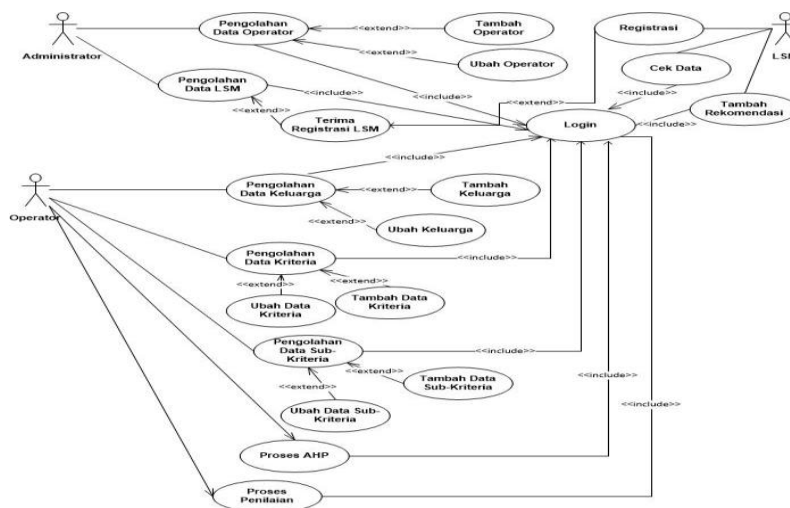 Pengolahan
Data Operator
<<extend>>
Tambah
Operator
Registrasi
Administrator
<<extend>>
Ubah Operator
LSM
Cek Data
Pengolahan
Data LSM
<<include>>
<<include>>
<<include>>
<<extend>>
<<extend>>
Terima
Registrasi LSM
Login
<<include>>
Tambah
Rekomendasi
<<include>>
Operator
Pengolahan
Data Keluarga
<<extend>>
Tambah
Keluarga
<<extend>>
Ubah Keluarga
Pengolahan
Data Kriteria
<<include>>
<<extend>>
<<extend>>
Ubah Data
Kriteria
Tambah Data
Kriteria
Pengolahan
Data Sub-
Kriteria
<<include>>
<<extend>>
<<extend>>
Tambah Data
Sub-Kriteria
<<include>>
Ubah Data Sub-
Kriteria
<<include>>
Proses AHP
Proses
Penilaian